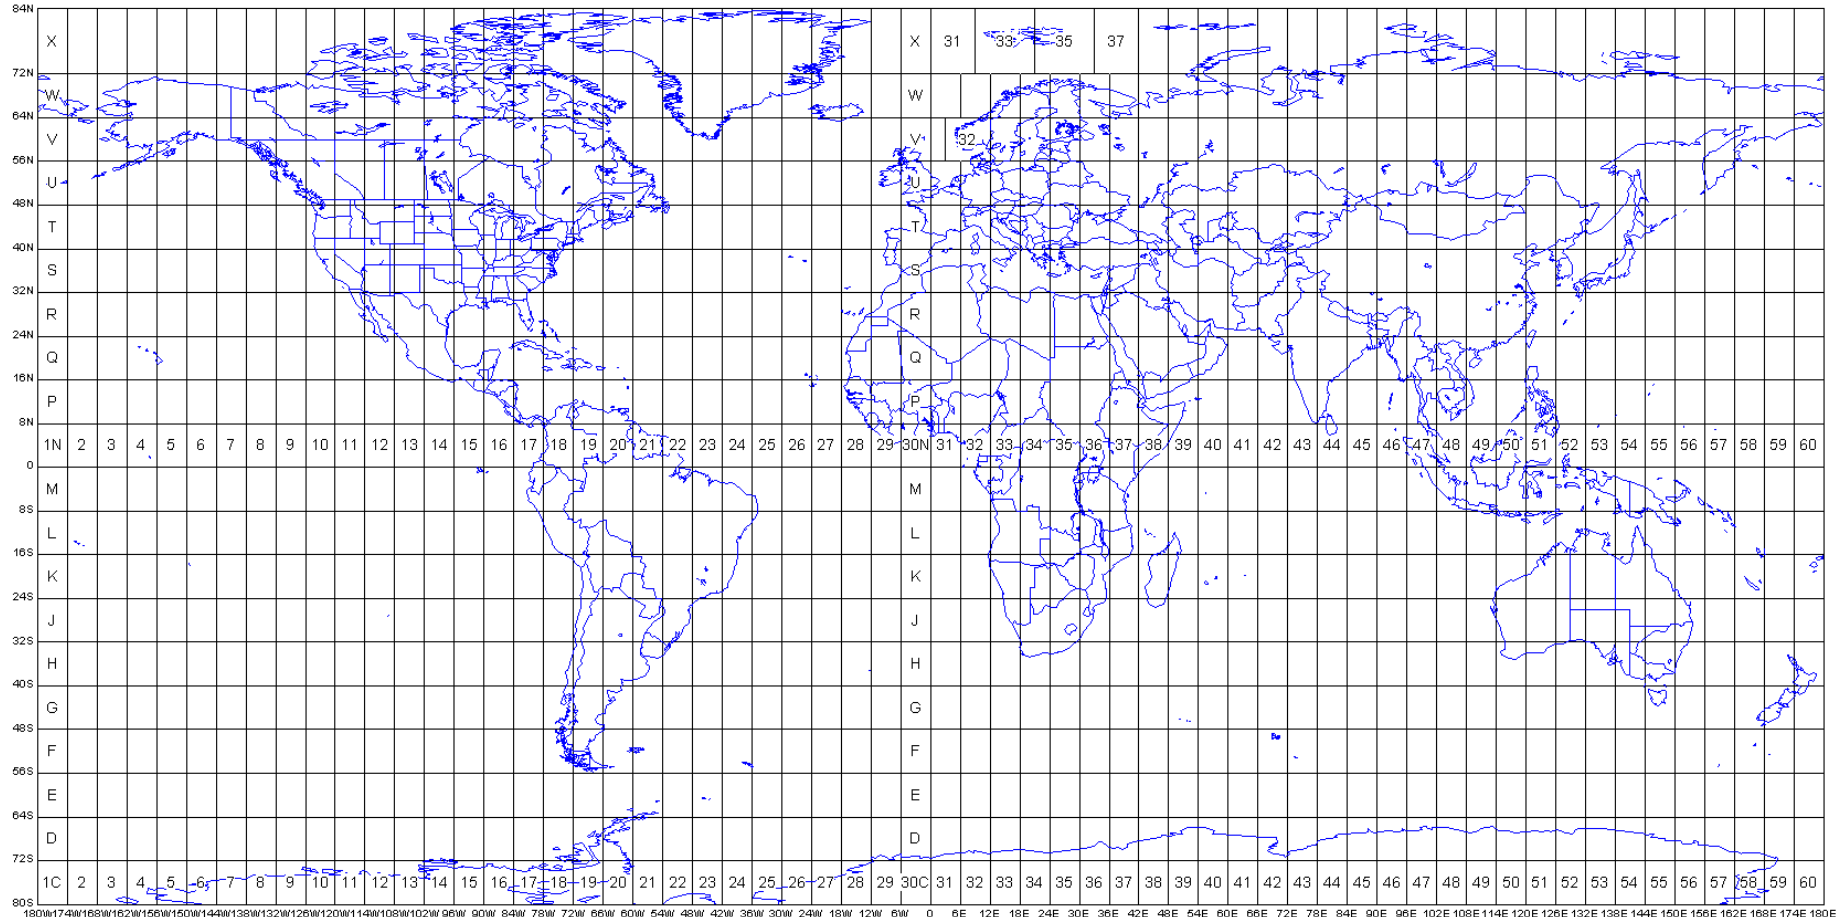 84N
X X 31 33 35 37
72N
W W
64N
V V 32
56N
U U
48N
T T
40N
S S
32N
R R
24N
Q Q
16N
P P
8N
1N 2 3 4 5 6 7 8 9 10 11 12 13 14 15 16 17 18 19 20 21 22 23 24 25 26 27 28 29 30N 31 32 33 34 35 36 37 38 39 40 41 42 43 44 45 46 47 48 49 50 51 52 53 54 55 56 57 58 59 60
0
M M
8S
L L
16S
K K
24S
J J
32S
H H
40S
G G
48S
F F
56S
E E
64S
D D
72S
1C 2 3 4 5 6 7 8 9 10 11 12 13 14 15 16 17 18 19 20 21 22 23 24 25 26 27 28 29 30C 31 32 33 34 35 36 37 38 39 40 41 42 43 44 45 46 47 48 49 50 51 52 53 54 55 56 57 58 59 60
80S
180W 174W 168W 162W 156W 150W 144W 138W 132W 126W 120W 114W 108W 102W 96W 90W 84W 78W 72W 66W 60W 54W 48W 42W 36W 30W 24W 18W 12W 6W 0 6E 12E 18E 24E 30E 36E 42E 48E 54E 60E 66E 72E 78E 84E 90E 96E 102E 108E 114E 120E 126E 132E 138E 144E 150E 156E 162E 168E 174E 180E